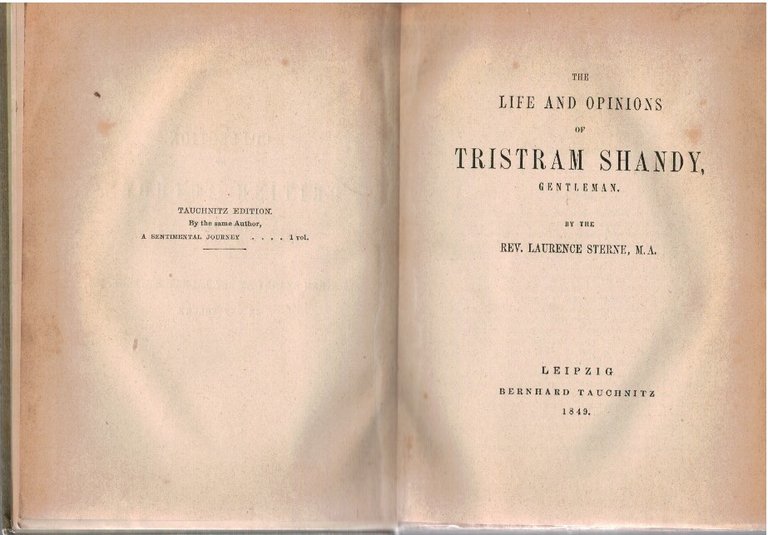 TAUCHNITZ EDITION.
By the same Author,
A SENTIMENTAL JOURNEY . . . . 1 vol.
THE
LIFE AND OPINIONS
OF
TRISTRAM SHANDY,
GENTLEMAN.
BY THE
REV. LAURENCE STERNE, M.A.
LEIPZIG
BERNHARD TAUCHNITZ
1849.